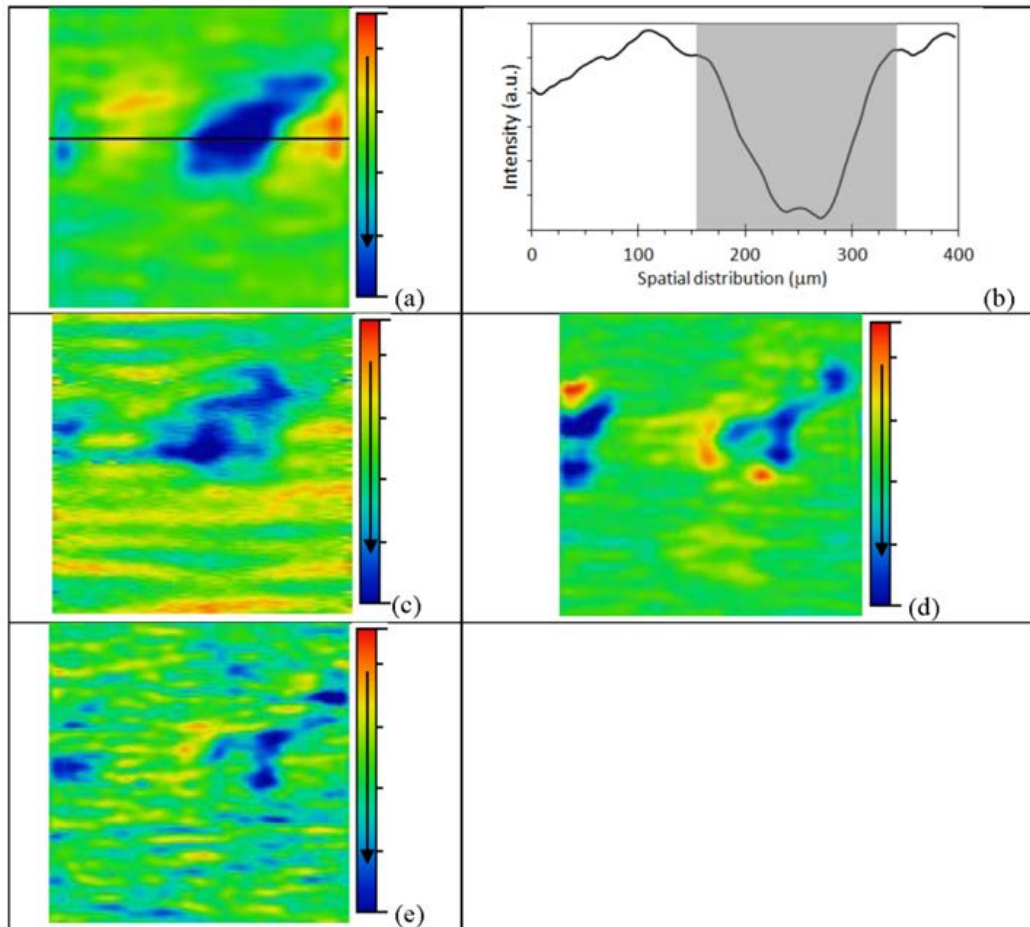 (a)
Intensity (a.u.)
0 100 200 300 400
Spatial distribution (μm)
(b)
(c)
(d)
(e)